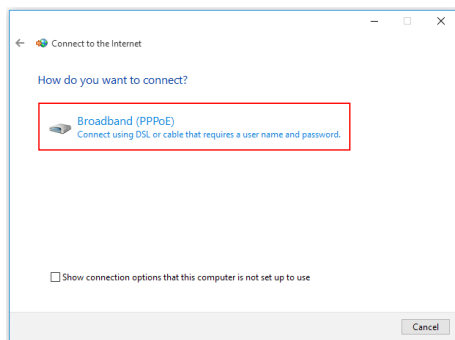 Connect to the Internet
How do you want to connect?
Broadband (PPPoE)
Connect using DSL or cable that requires a user name and password.
Show connection options that this computer is not set up to use
Cancel